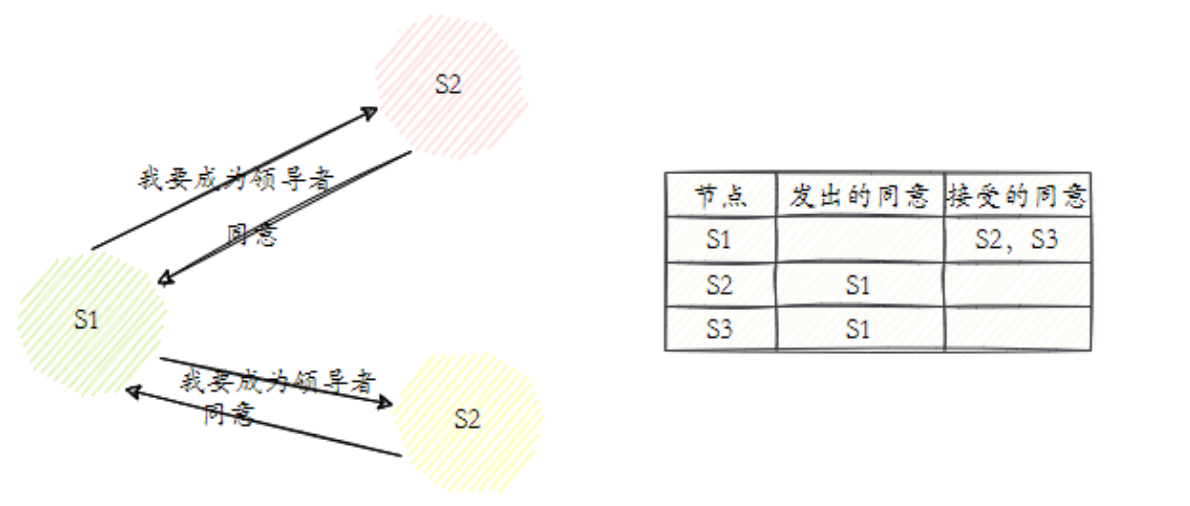 S2
我要成为领导者
同意
S1
我要成为领导者
同意
S2
节点 发出的同意 接受的同意
S1 S2, S3
S2 S1
S3 S1